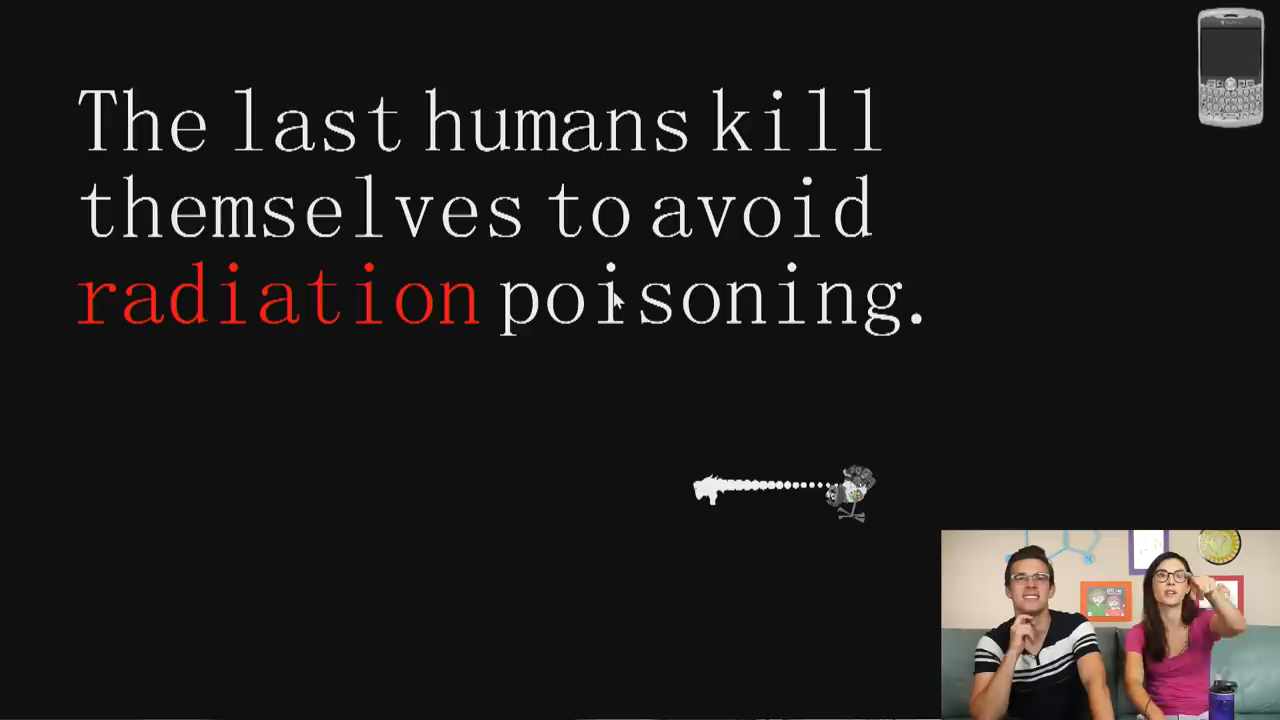 The last humans kill
themselves to avoid
radiation poisoning.